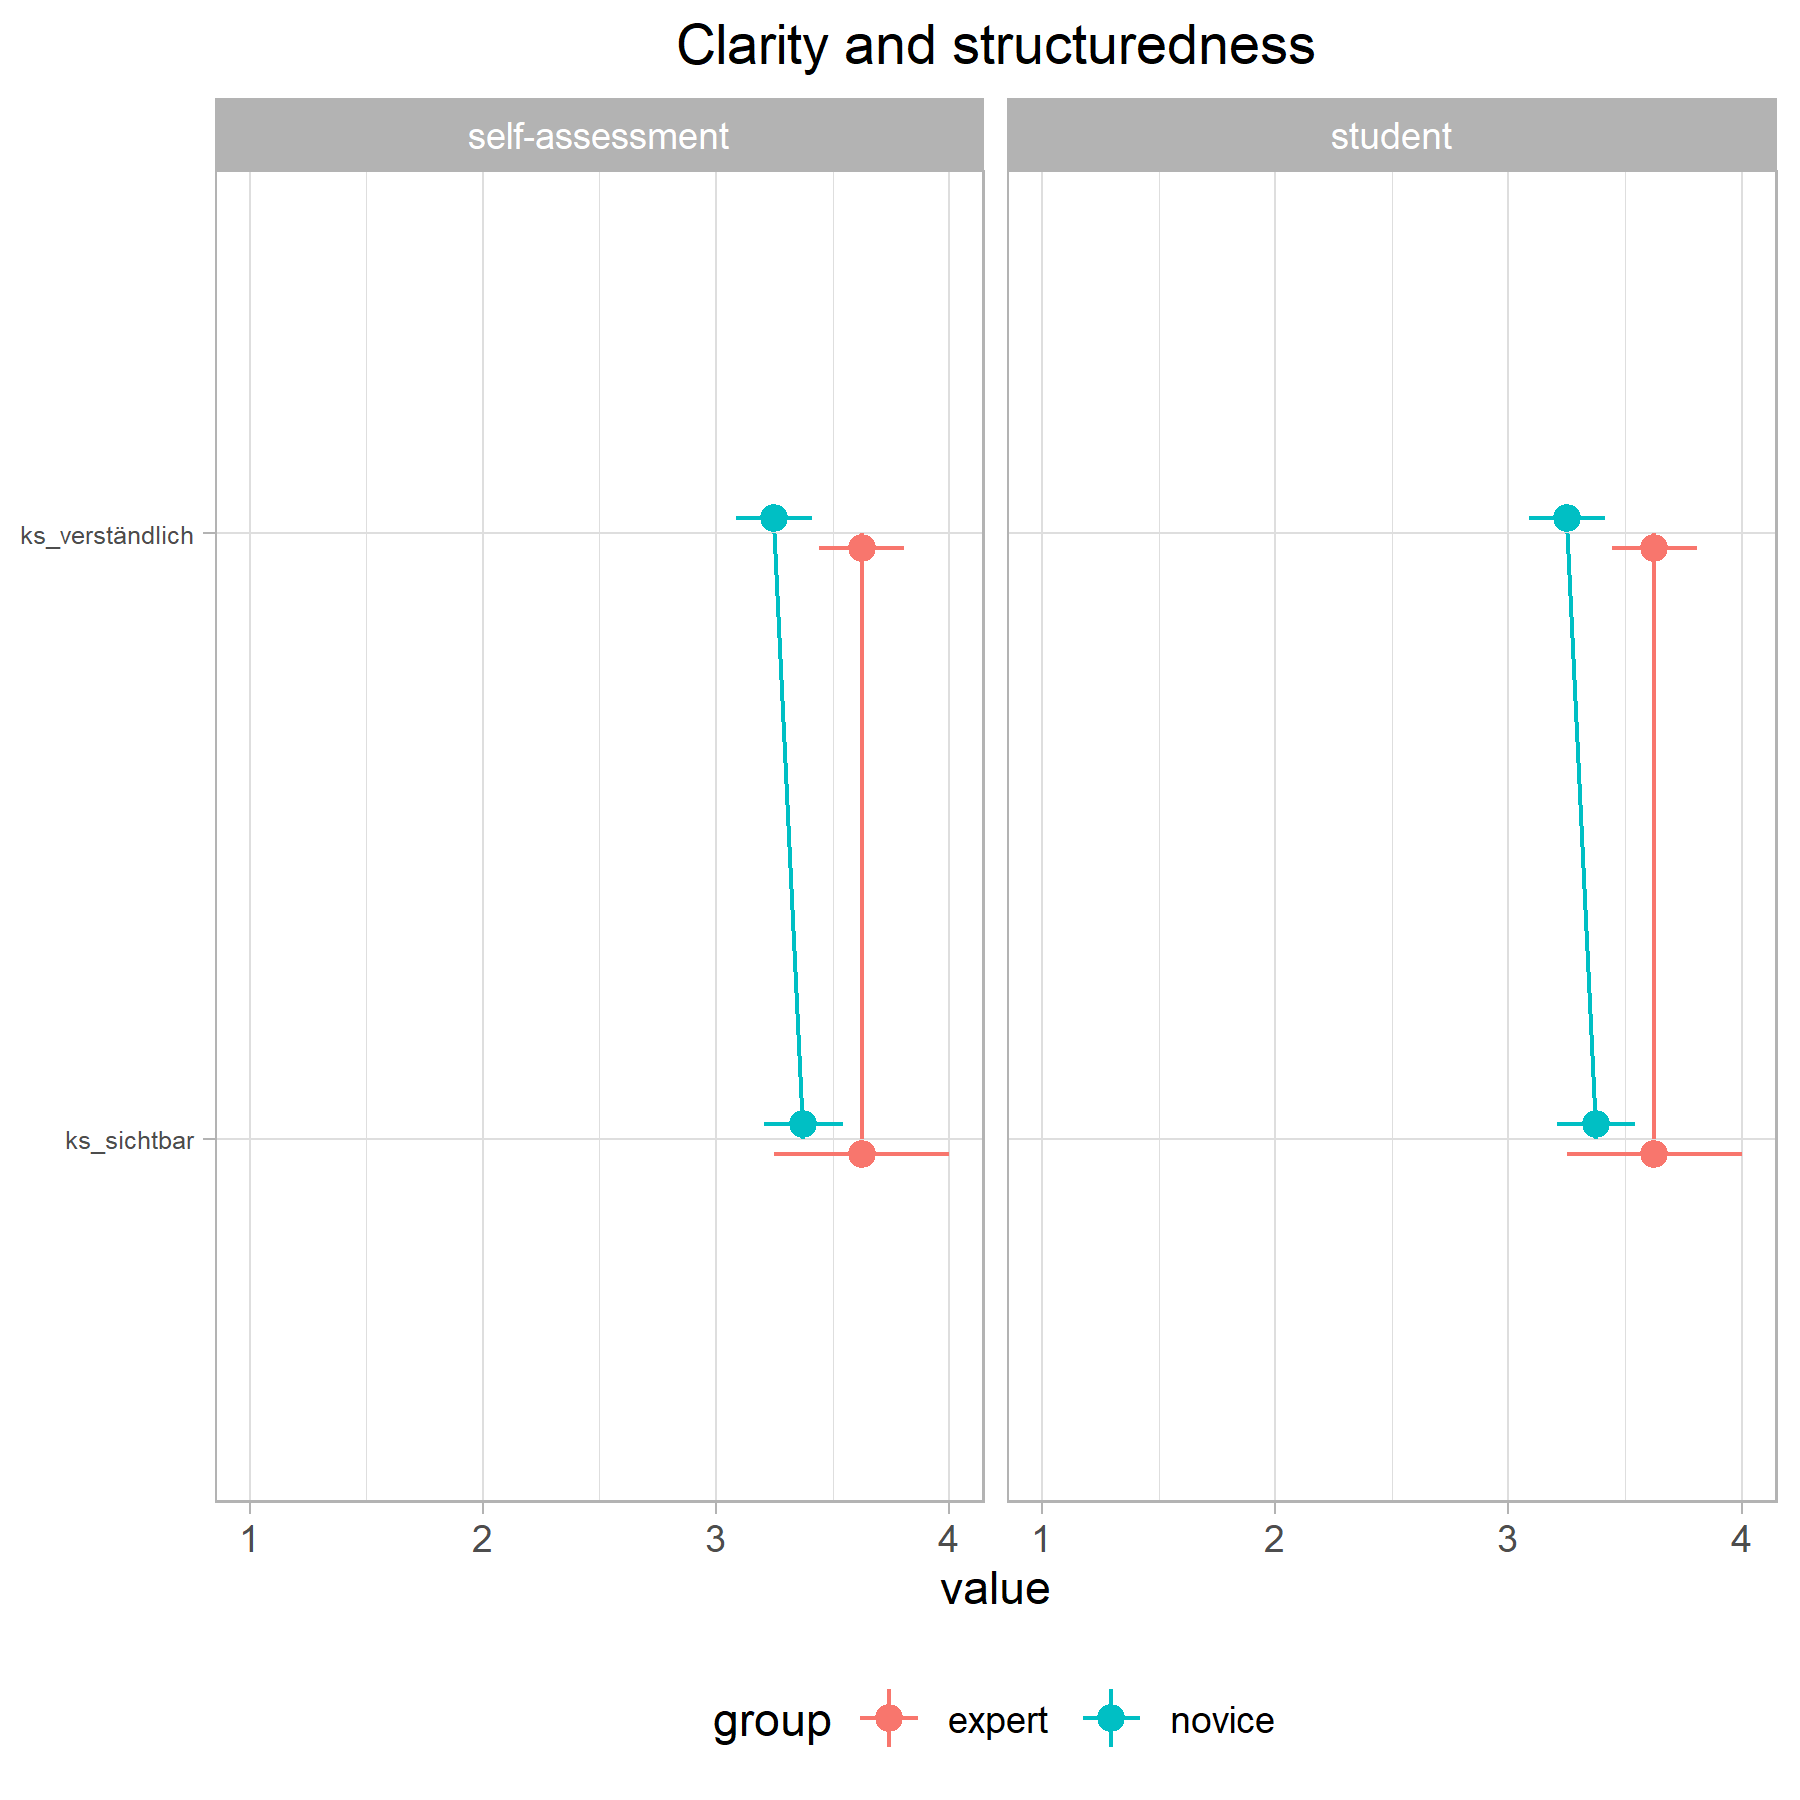 Clarity and structuredness
self-assessment
student
ks_verständlich
ks_sichtbar
1 2 3 4 1 2 3 4
value
group expert novice